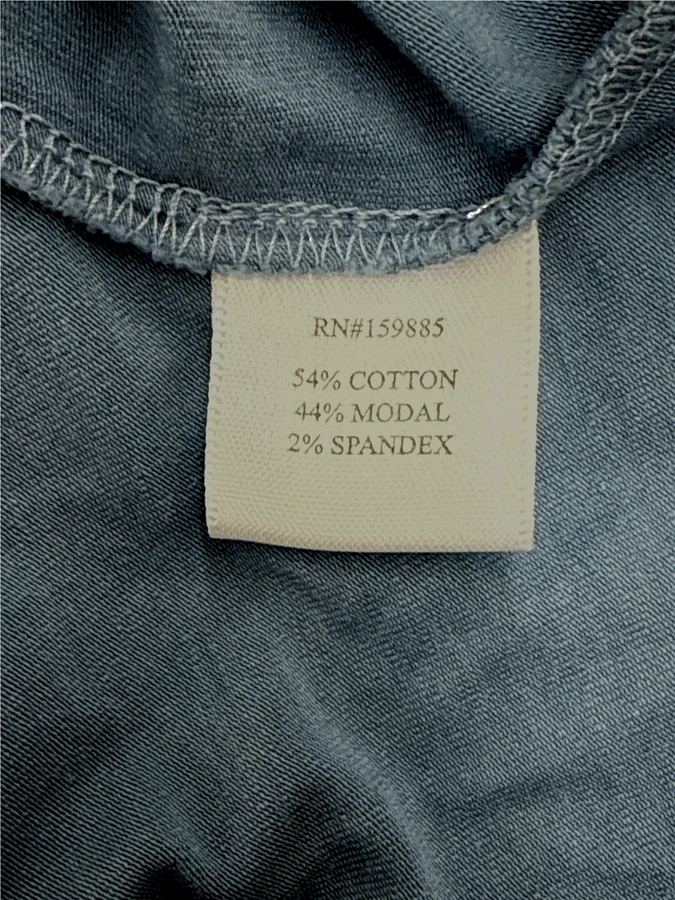 RN#159885
54% COTTON
44% MODAL
2% SPANDEX